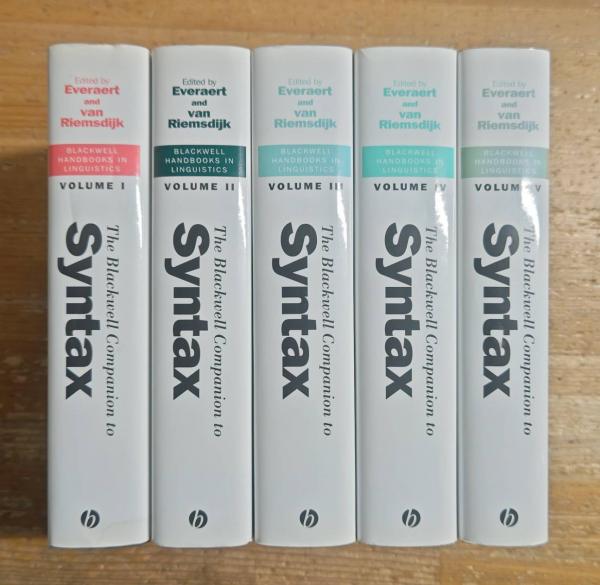 Edited by
Everaert
and
van
Riemsdijk
BLACKWELL
HANDBOOKS IN
LINGUISTICS
VOLUME I
The Blackwell Companion to
Syntax
b
Edited by
Everaert
and
van
Riemsdijk
BLACKWELL
HANDBOOKS IN
LINGUISTICS
VOLUME II
The Blackwell Companion to
Syntax
b
Edited by
Everaert
and
van
Riemsdijk
BLACKWELL
HANDBOOKS IN
LINGUISTICS
VOLUME III
The Blackwell Companion to
Syntax
b
Edited by
Everaert
and
van
Riemsdijk
BLACKWELL
HANDBOOKS IN
LINGUISTICS
VOLUME IV
The Blackwell Companion to
Syntax
b
Edited by
Everaert
and
van
Riemsdijk
BLACKWELL
HANDBOOKS IN
LINGUISTICS
VOLUME V
The Blackwell Companion to
Syntax
b